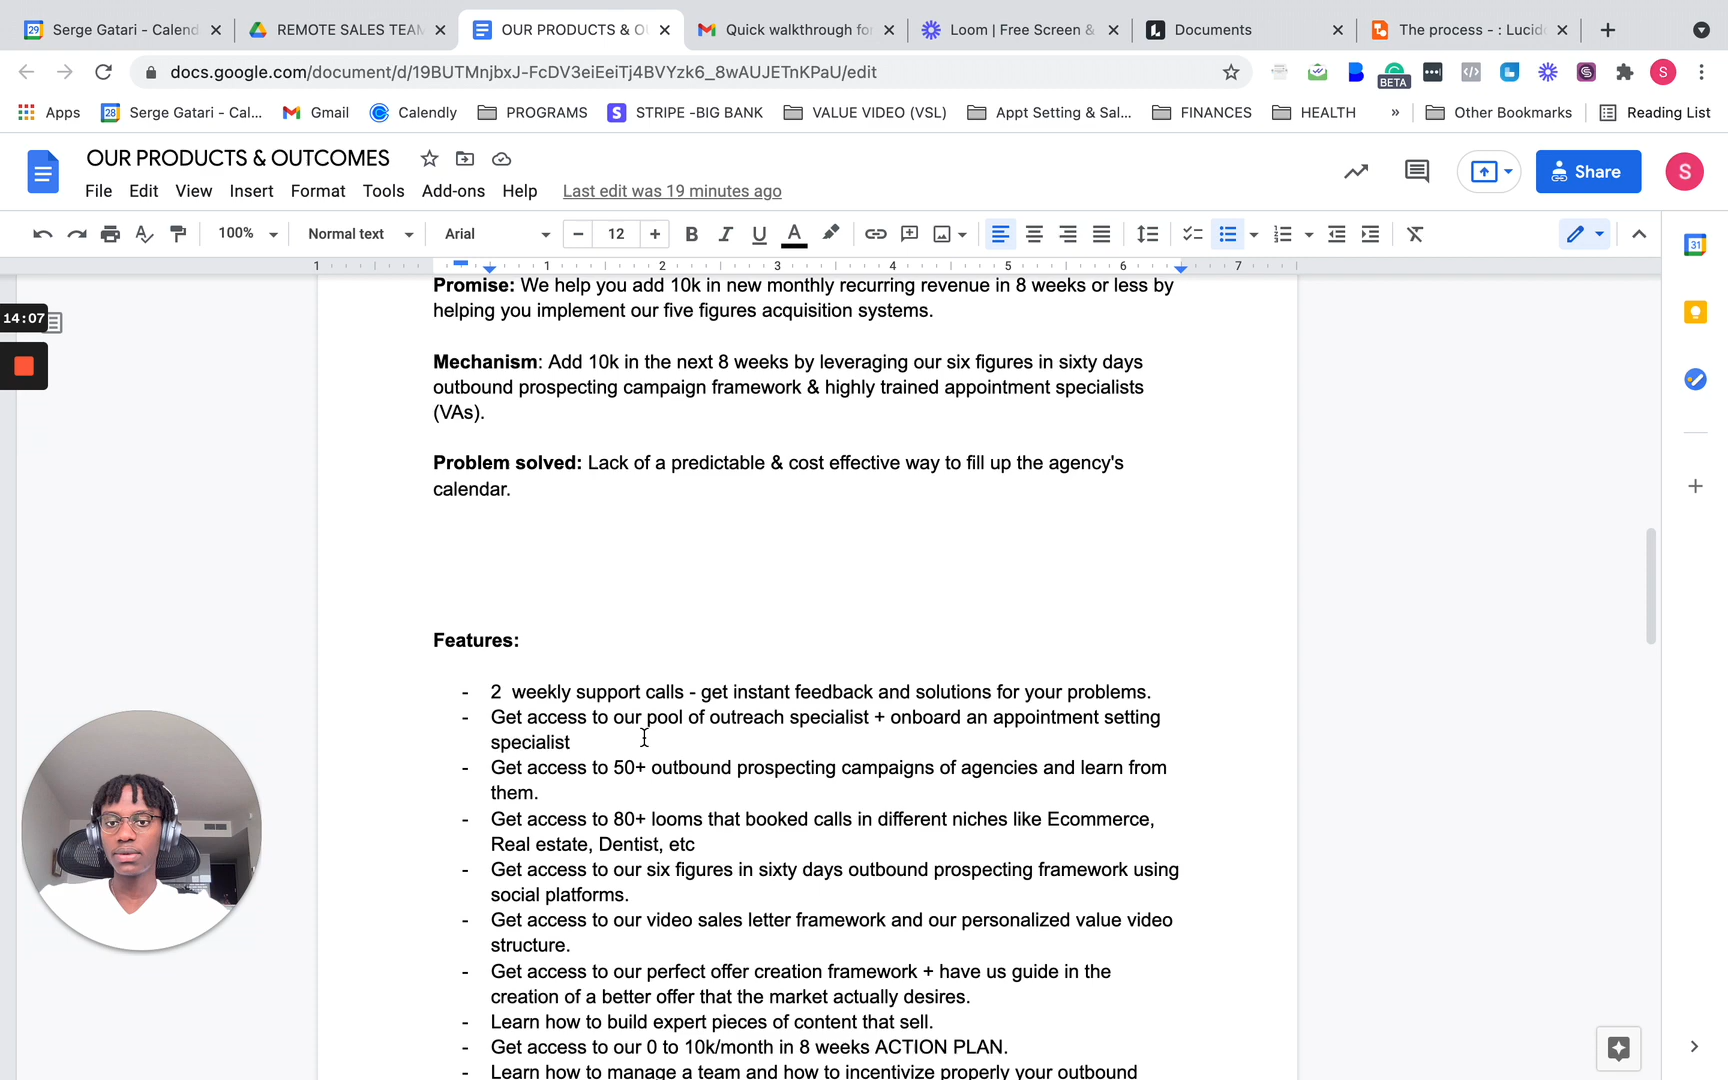 Serge Gatari - Calend
REMOTE SALES TEAM
OUR PRODUCTS & OU
Quick walkthrough for
Loom | Free Screen &
Documents
The process - : Lucid
docs.google.com/document/d/19BUTMnjbxJ-FcDV3eiEeiTj4BVYzk6_8wAUJETnKPaU/edit
BETA
S
Apps
Serge Gatari - Cal...
Gmail
Calendly
PROGRAMS
STRIPE -BIG BANK
VALUE VIDEO (VSL)
Appt Setting & Sal...
FINANCES
HEALTH
»
Other Bookmarks
Reading List
OUR PRODUCTS & OUTCOMES
File Edit View Insert Format Tools Add-ons Help Last edit was 19 minutes ago
Share
S
100% Normal text Arial 12
1 1 2 3 4 5 6 7
14:07
Promise: We help you add 10k in new monthly recurring revenue in 8 weeks or less by
helping you implement our five figures acquisition systems.
Mechanism: Add 10k in the next 8 weeks by leveraging our six figures in sixty days
outbound prospecting campaign framework & highly trained appointment specialists
(VAs).
Problem solved: Lack of a predictable & cost effective way to fill up the agency's
calendar.
Features:
- 2 weekly support calls - get instant feedback and solutions for your problems.
- Get access to our pool of outreach specialist + onboard an appointment setting
specialist
- Get access to 50+ outbound prospecting campaigns of agencies and learn from
them.
- Get access to 80+ looms that booked calls in different niches like Ecommerce,
Real estate, Dentist, etc
- Get access to our six figures in sixty days outbound prospecting framework using
social platforms.
- Get access to our video sales letter framework and our personalized value video
structure.
- Get access to our perfect offer creation framework + have us guide in the
creation of a better offer that the market actually desires.
- Learn how to build expert pieces of content that sell.
- Get access to our 0 to 10k/month in 8 weeks ACTION PLAN.
- Learn how to manage a team and how to incentivize properly your outbound